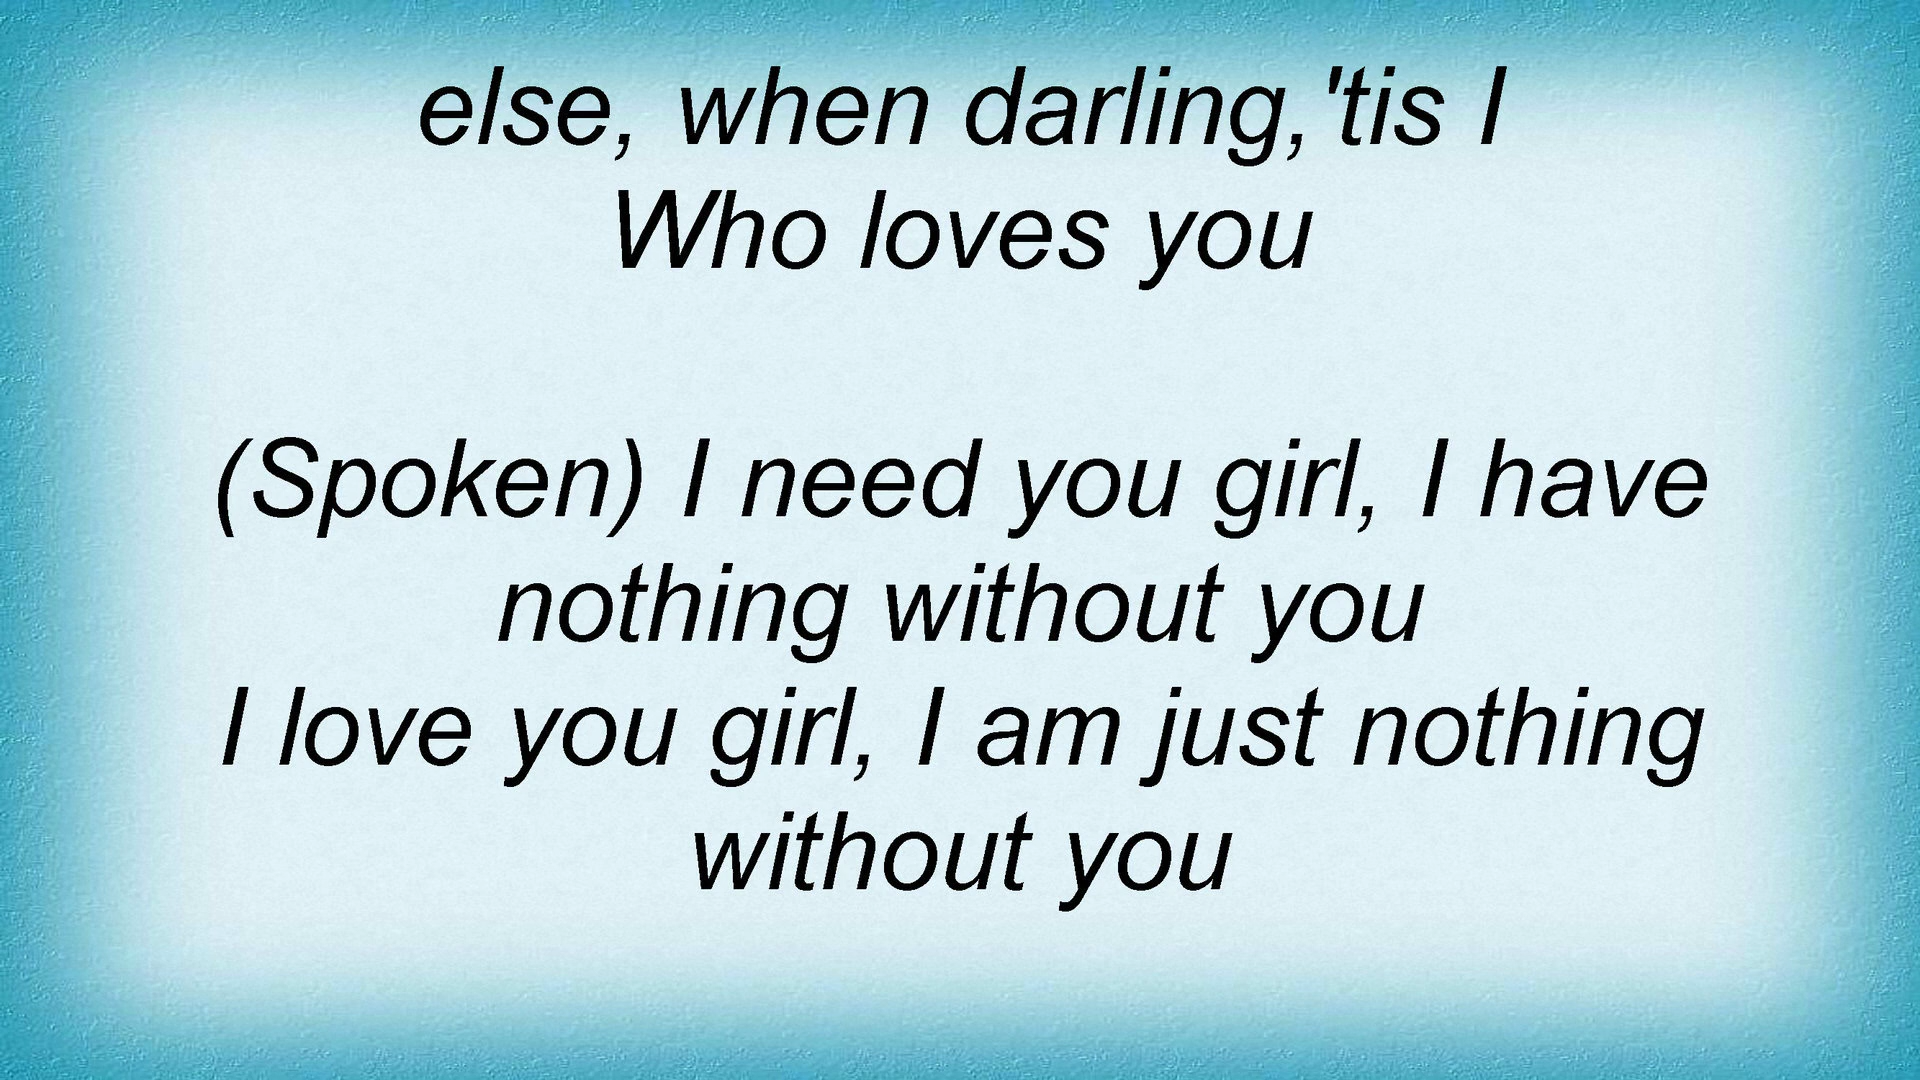 else, when darling,'tis I
Who loves you
(Spoken) I need you girl, I have
nothing without you
I love you girl, I am just nothing
without you